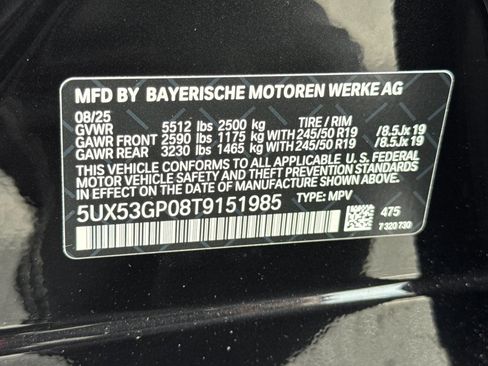 MFD BY BAYERISCHE MOTOREN WERKE AG
08/25
GVWR 5512 lbs 2500 kg TIRE / RIM
GAWR FRONT 2590 lbs 1175 kg WITH 245/50 R19 /8.5Jx19
GAWR REAR 3230 lbs 1465 kg WITH 245/50 R19 /8.5Jx19
THIS VEHICLE CONFORMS TO ALL APPLICABLE U. S. FEDERAL
MOTOR VEHICLE SAFETY AND THEFT PREVENTION STANDARDS
IN EFFECT ON THE DATE OF MANUFACTURE SHOWN ABOVE.
5UX53GP08T9151985 TYPE: MPV
475
7320730